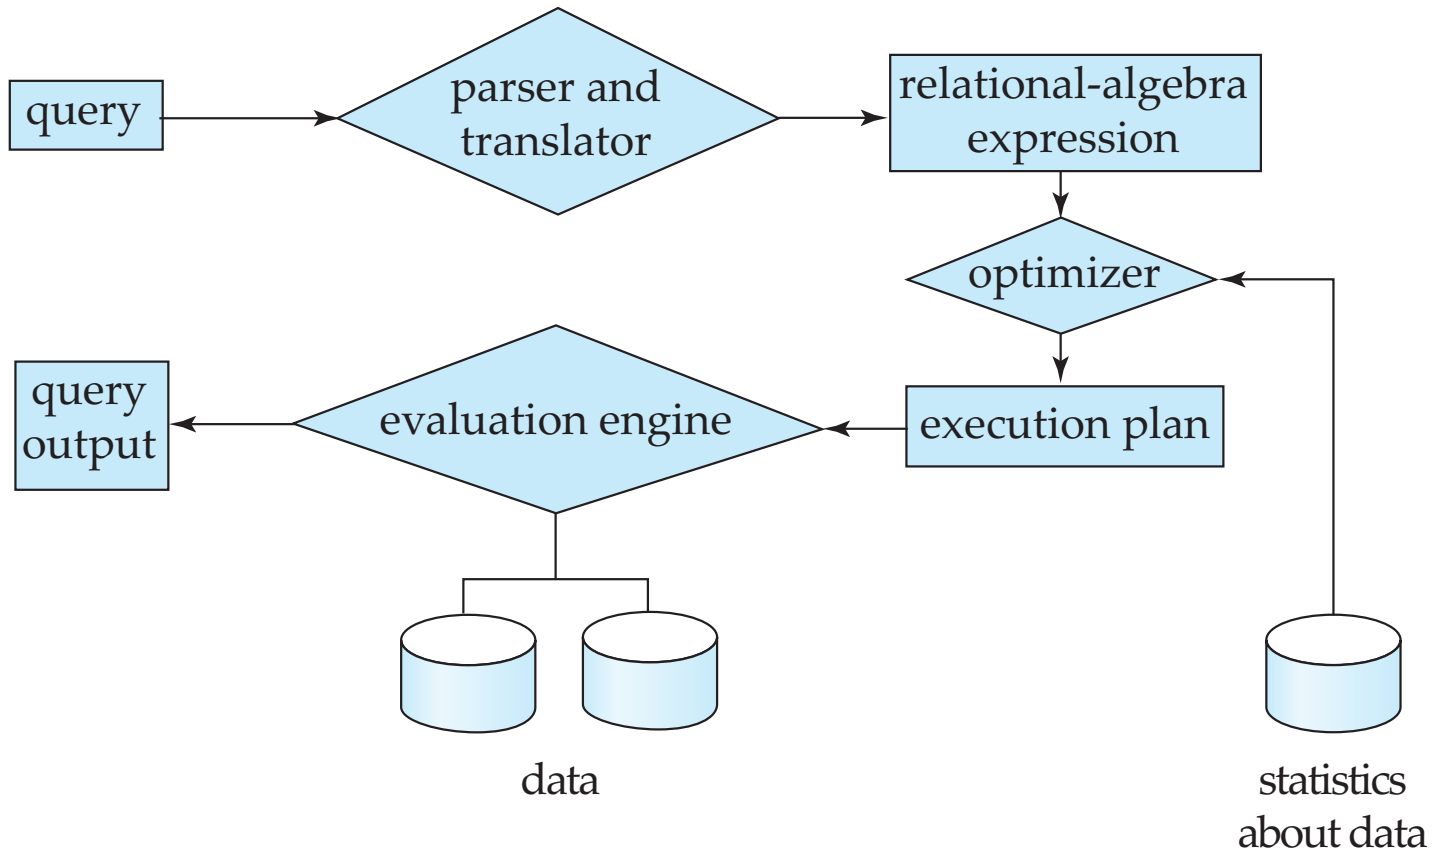 query
parser and
translator
relational-algebra
expression
optimizer
query
output
evaluation engine
execution plan
data
statistics
about data